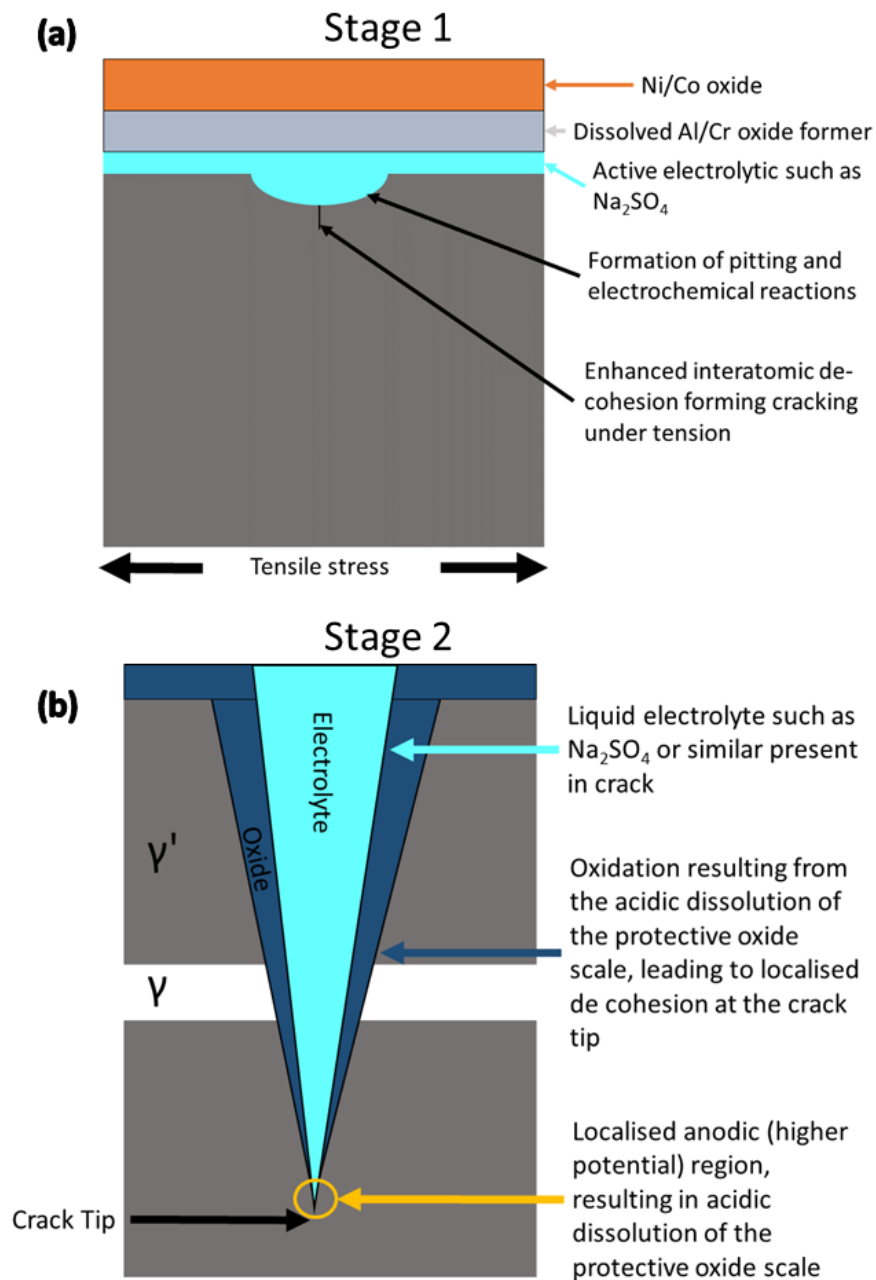 (a)
Stage 1
Ni/Co oxide
Dissolved Al/Cr oxide former
Active electrolytic such as
Na₂SO₄
Formation of pitting and
electrochemical reactions
Enhanced interatomic de-
cohesion forming cracking
under tension
Tensile stress
Stage 2
(b)
Electrolyte
Oxide
γ'
γ
Liquid electrolyte such as
Na₂SO₄ or similar present
in crack
Oxidation resulting from
the acidic dissolution of
the protective oxide
scale, leading to localised
de cohesion at the crack
tip
Localised anodic (higher
potential) region,
resulting in acidic
dissolution of the
protective oxide scale
Crack Tip